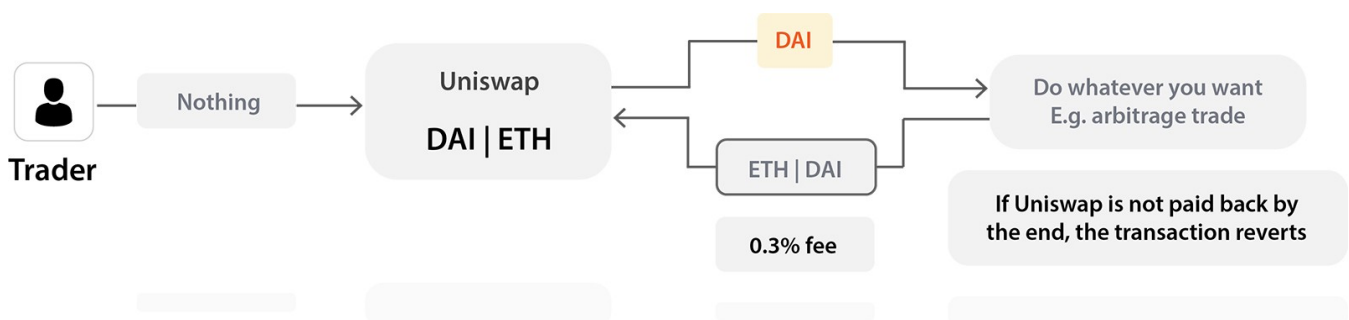 Trader
Nothing
Uniswap
DAI | ETH
DAI
ETH | DAI
0.3% fee
Do whatever you want
E.g. arbitrage trade
If Uniswap is not paid back by
the end, the transaction reverts